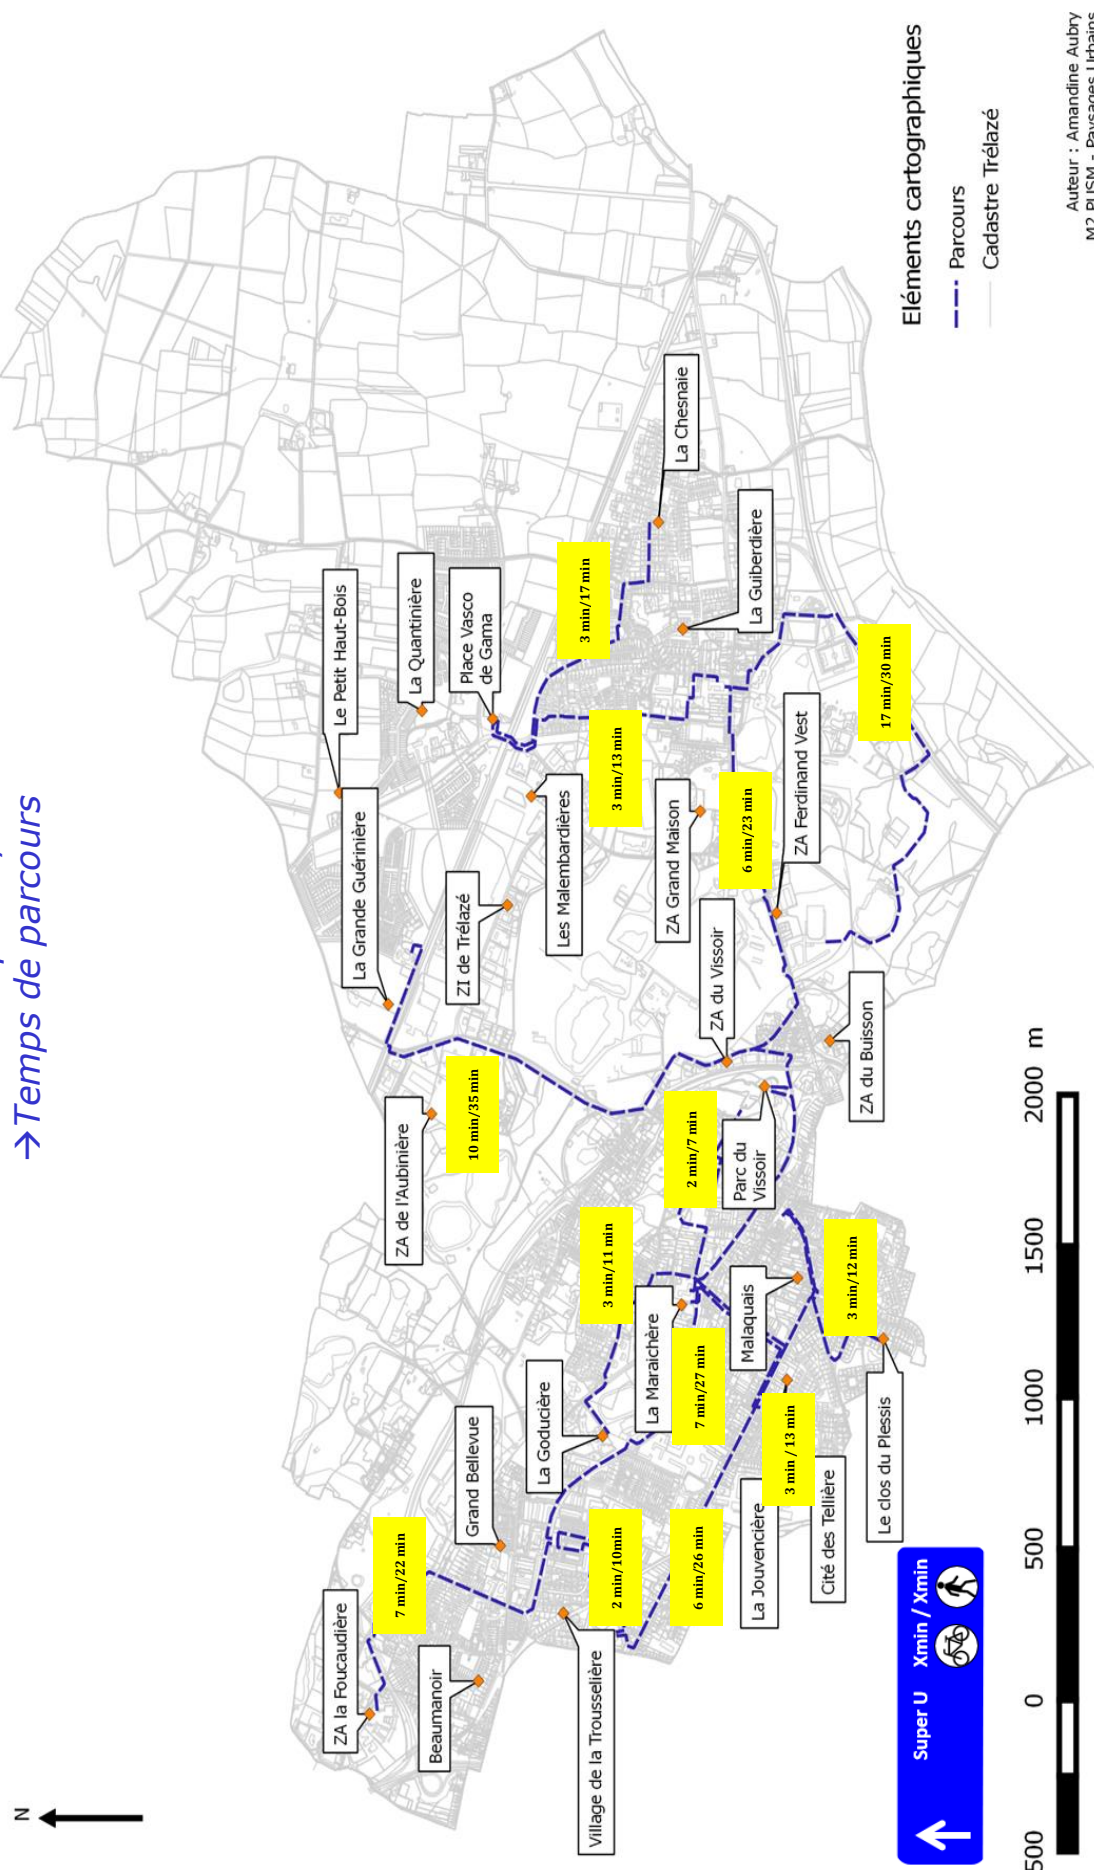 →Temps de parcours
N
ZA la Foucaudière
Beaumanoir
Village de la Trousselière
Grand Bellevue
La Goducière
7 min/22 min
2 min/10min
6 min/26 min
La Jouvencière
Cité des Tellière
3 min / 13 min
Le clos du Plessis
3 min/12 min
Malaquais
La Maraichère
7 min/27 min
3 min/11 min
2 min/7 min
Parc du
Vissoir
ZA du Vissoir
ZA du Buisson
ZA de l'Aubinière
10 min/35 min
La Grande Guérinière
Le Petit Haut-Bois
La Quantinière
Place Vasco
de Gama
ZI de Trélazé
Les Malembardières
ZA Grand Maison
ZA Ferdinand Vest
6 min/23 min
3 min/13 min
3 min/17 min
17 min/30 min
La Guiberdière
La Chesnaie
Super U Xmin / Xmin
500 0 500 1000 1500 2000 m
Eléments cartographiques
Parcours
Cadastre Trélazé
Auteur : Amandine Aubry
M2 PUSM - Paysages Urbains